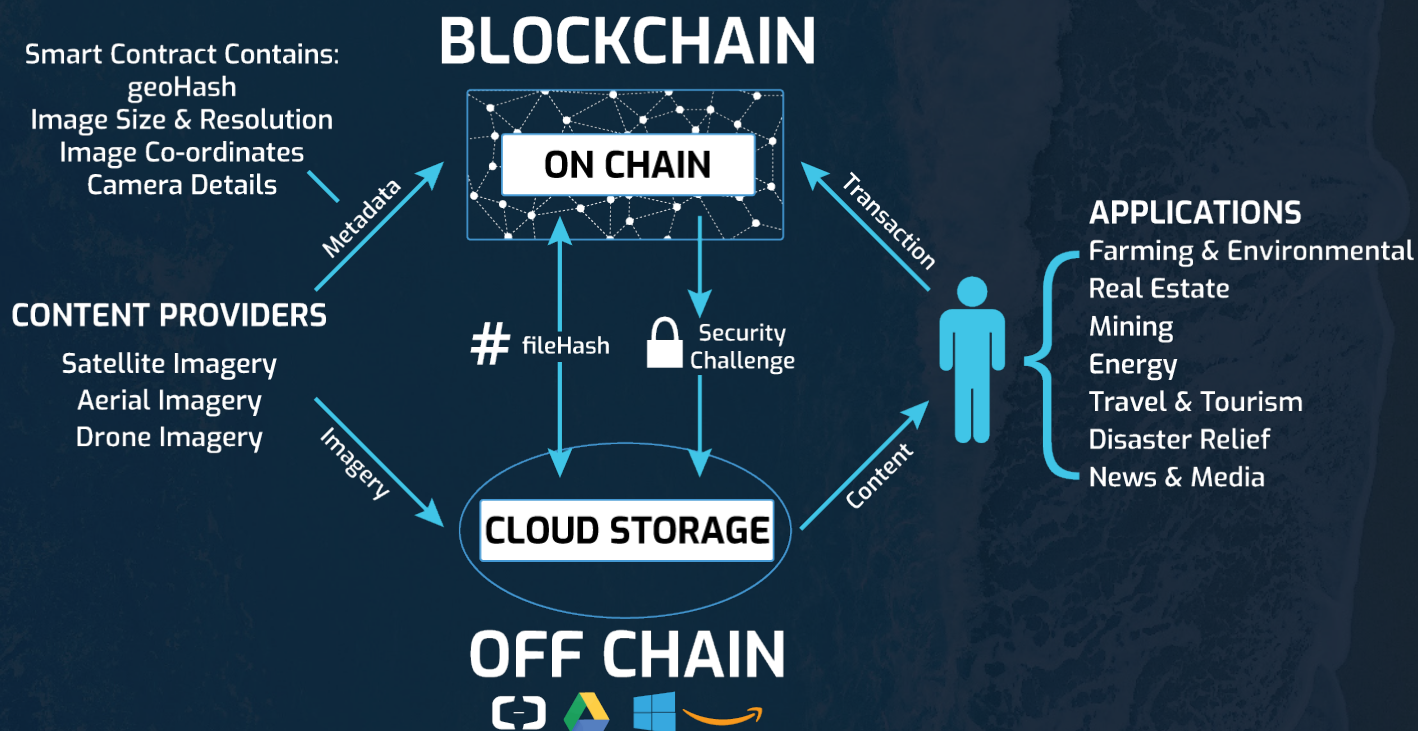 BLOCKCHAIN
Smart Contract Contains:
geoHash
Image Size & Resolution
Image Co-ordinates
Camera Details
ON CHAIN
Metadata
Transaction
CONTENT PROVIDERS
Satellite Imagery
Aerial Imagery
Drone Imagery
# fileHash
Security
Challenge
APPLICATIONS
Farming & Environmental
Real Estate
Mining
Energy
Travel & Tourism
Disaster Relief
News & Media
Imagery
Content
CLOUD STORAGE
OFF CHAIN